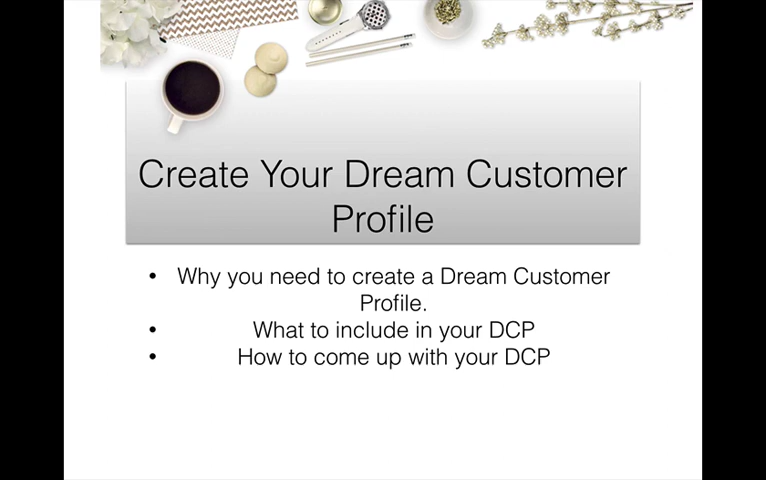 Create Your Dream Customer
Profile
• Why you need to create a Dream Customer
Profile.
• What to include in your DCP
• How to come up with your DCP